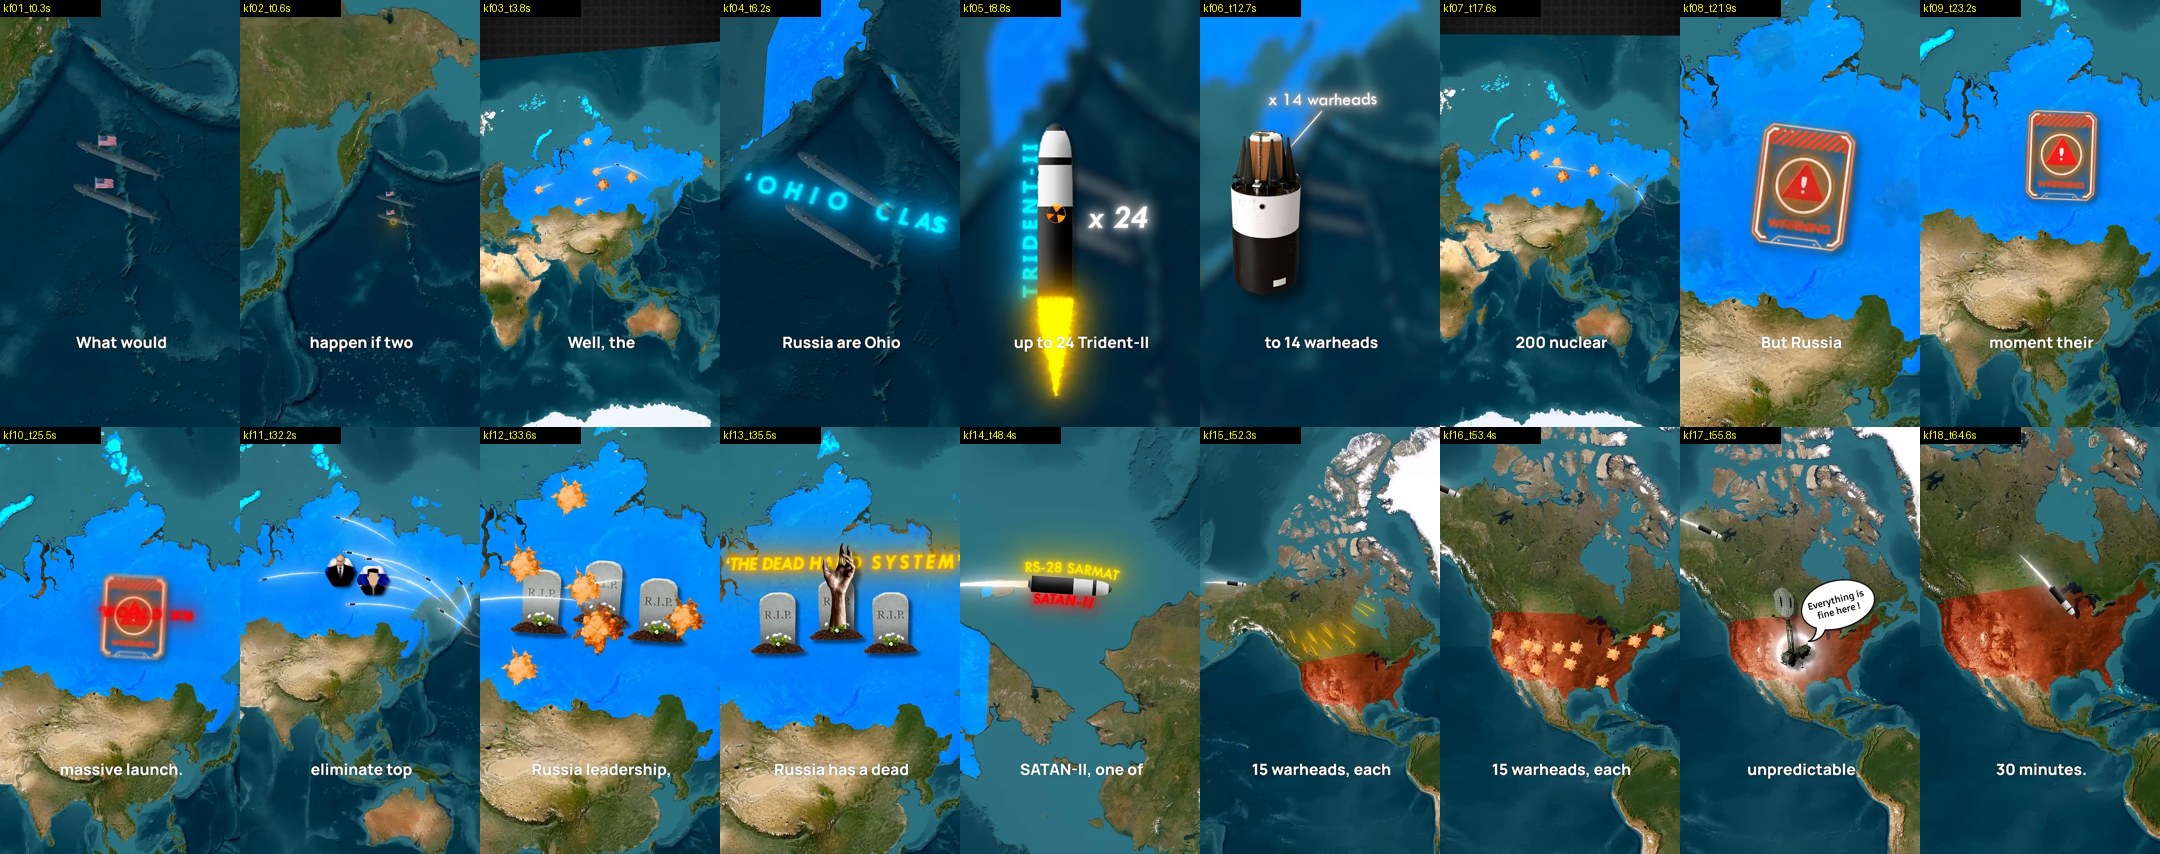 kf01_t0.3s
What would
kf02_t0.6s
happen if two
kf03_t3.8s
Well, the
kf04_t6.2s
'OHIO CLAS
Russia are Ohio
kf05_t8.8s
TRIDENT-II
x 24
up to 24 Trident-II
kf06_t12.7s
x 14 warheads
to 14 warheads
kf07_t17.6s
200 nuclear
kf08_t21.9s
WARNING
But Russia
kf09_t23.2s
WARNING
moment their
kf10_t25.5s
WARNING
massive launch.
kf11_t32.2s
eliminate top
kf12_t33.6s
R.I.P.
R.I.P.
R.I.P.
Russia leadership,
kf13_t35.5s
'THE DEAD HAND SYSTEM'
R.I.P.
R.I.P.
Russia has a dead
kf14_t48.4s
RS-28 SARMAT
SATAN-II
SATAN-II, one of
kf15_t52.3s
15 warheads, each
kf16_t53.4s
15 warheads, each
kf17_t55.8s
Everything is
fine here !
unpredictable
kf18_t64.6s
30 minutes.